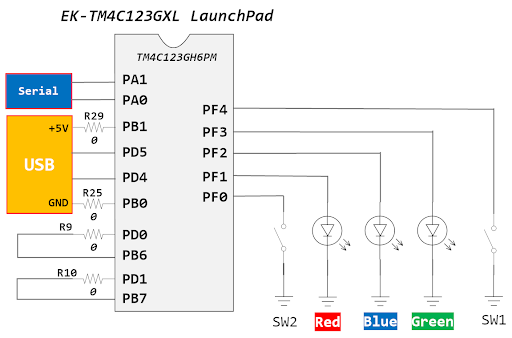 EK-TM4C123GXL LaunchPad
TM4C123GH6PM
Serial
PA1
PA0
USB
+5V
GND
R29
0
PB1
PD5
PD4
R25
0
PB0
R9
0
PD0
PB6
R10
0
PD1
PB7
PF4
PF3
PF2
PF1
PF0
SW2
Red
Blue
Green
SW1